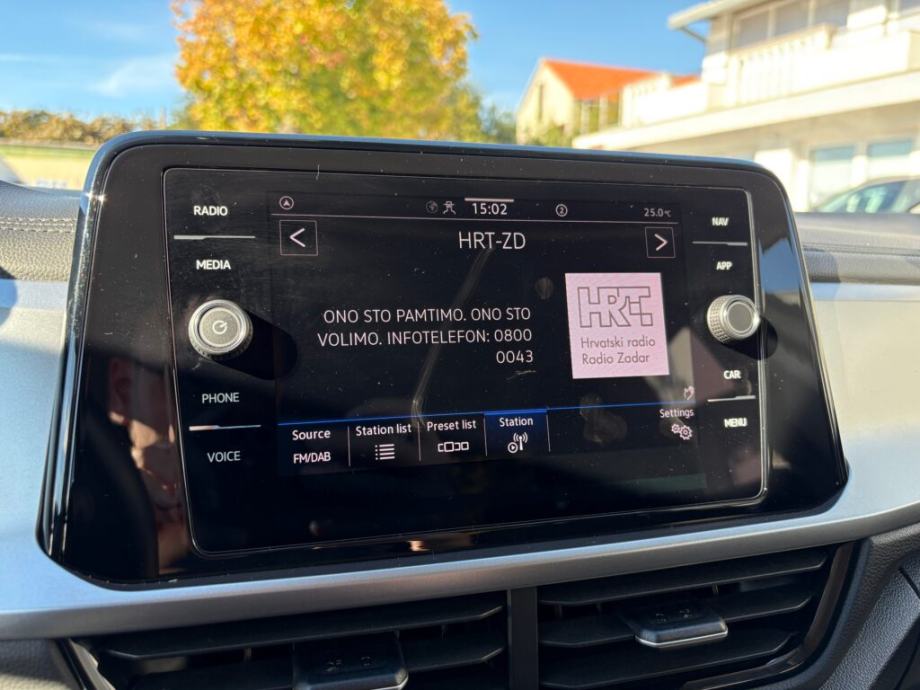 RADIO
MEDIA
PHONE
VOICE
15:02
2
25.0°C
HRT-ZD
ONO STO PAMTIMO. ONO STO
VOLIMO. INFOTELEFON: 0800
0043
HRT
Hrvatski radio
Radio Zadar
Source
FM/DAB
Station list
Preset list
Station
Settings
NAV
APP
CAR
MENU